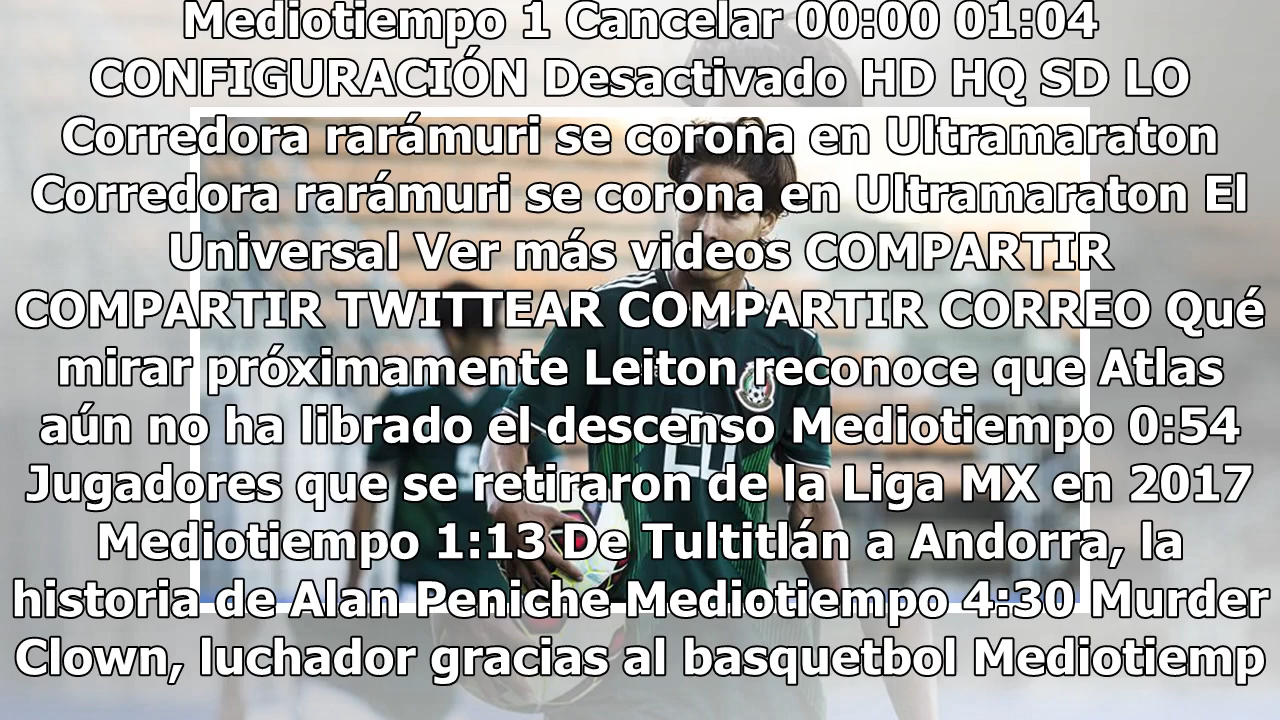 Mediotiempo 1 Cancelar 00:00 01:04
CONFIGURACIÓN Desactivado HD HQ SD LO
Corredora rarámuri se corona en Ultramaraton
Corredora rarámuri se corona en Ultramaraton El
Universal Ver más videos COMPARTIR
COMPARTIR TWITTEAR COMPARTIR CORREO Qué
mirar próximamente Leiton reconoce que Atlas
aún no ha librado el descenso Mediotiempo 0:54
Jugadores que se retiraron de la Liga MX en 2017
Mediotiempo 1:13 De Tultitlán a Andorra, la
historia de Alan Peniche Mediotiempo 4:30 Murder
Clown, luchador gracias al basquetbol Mediotiemp